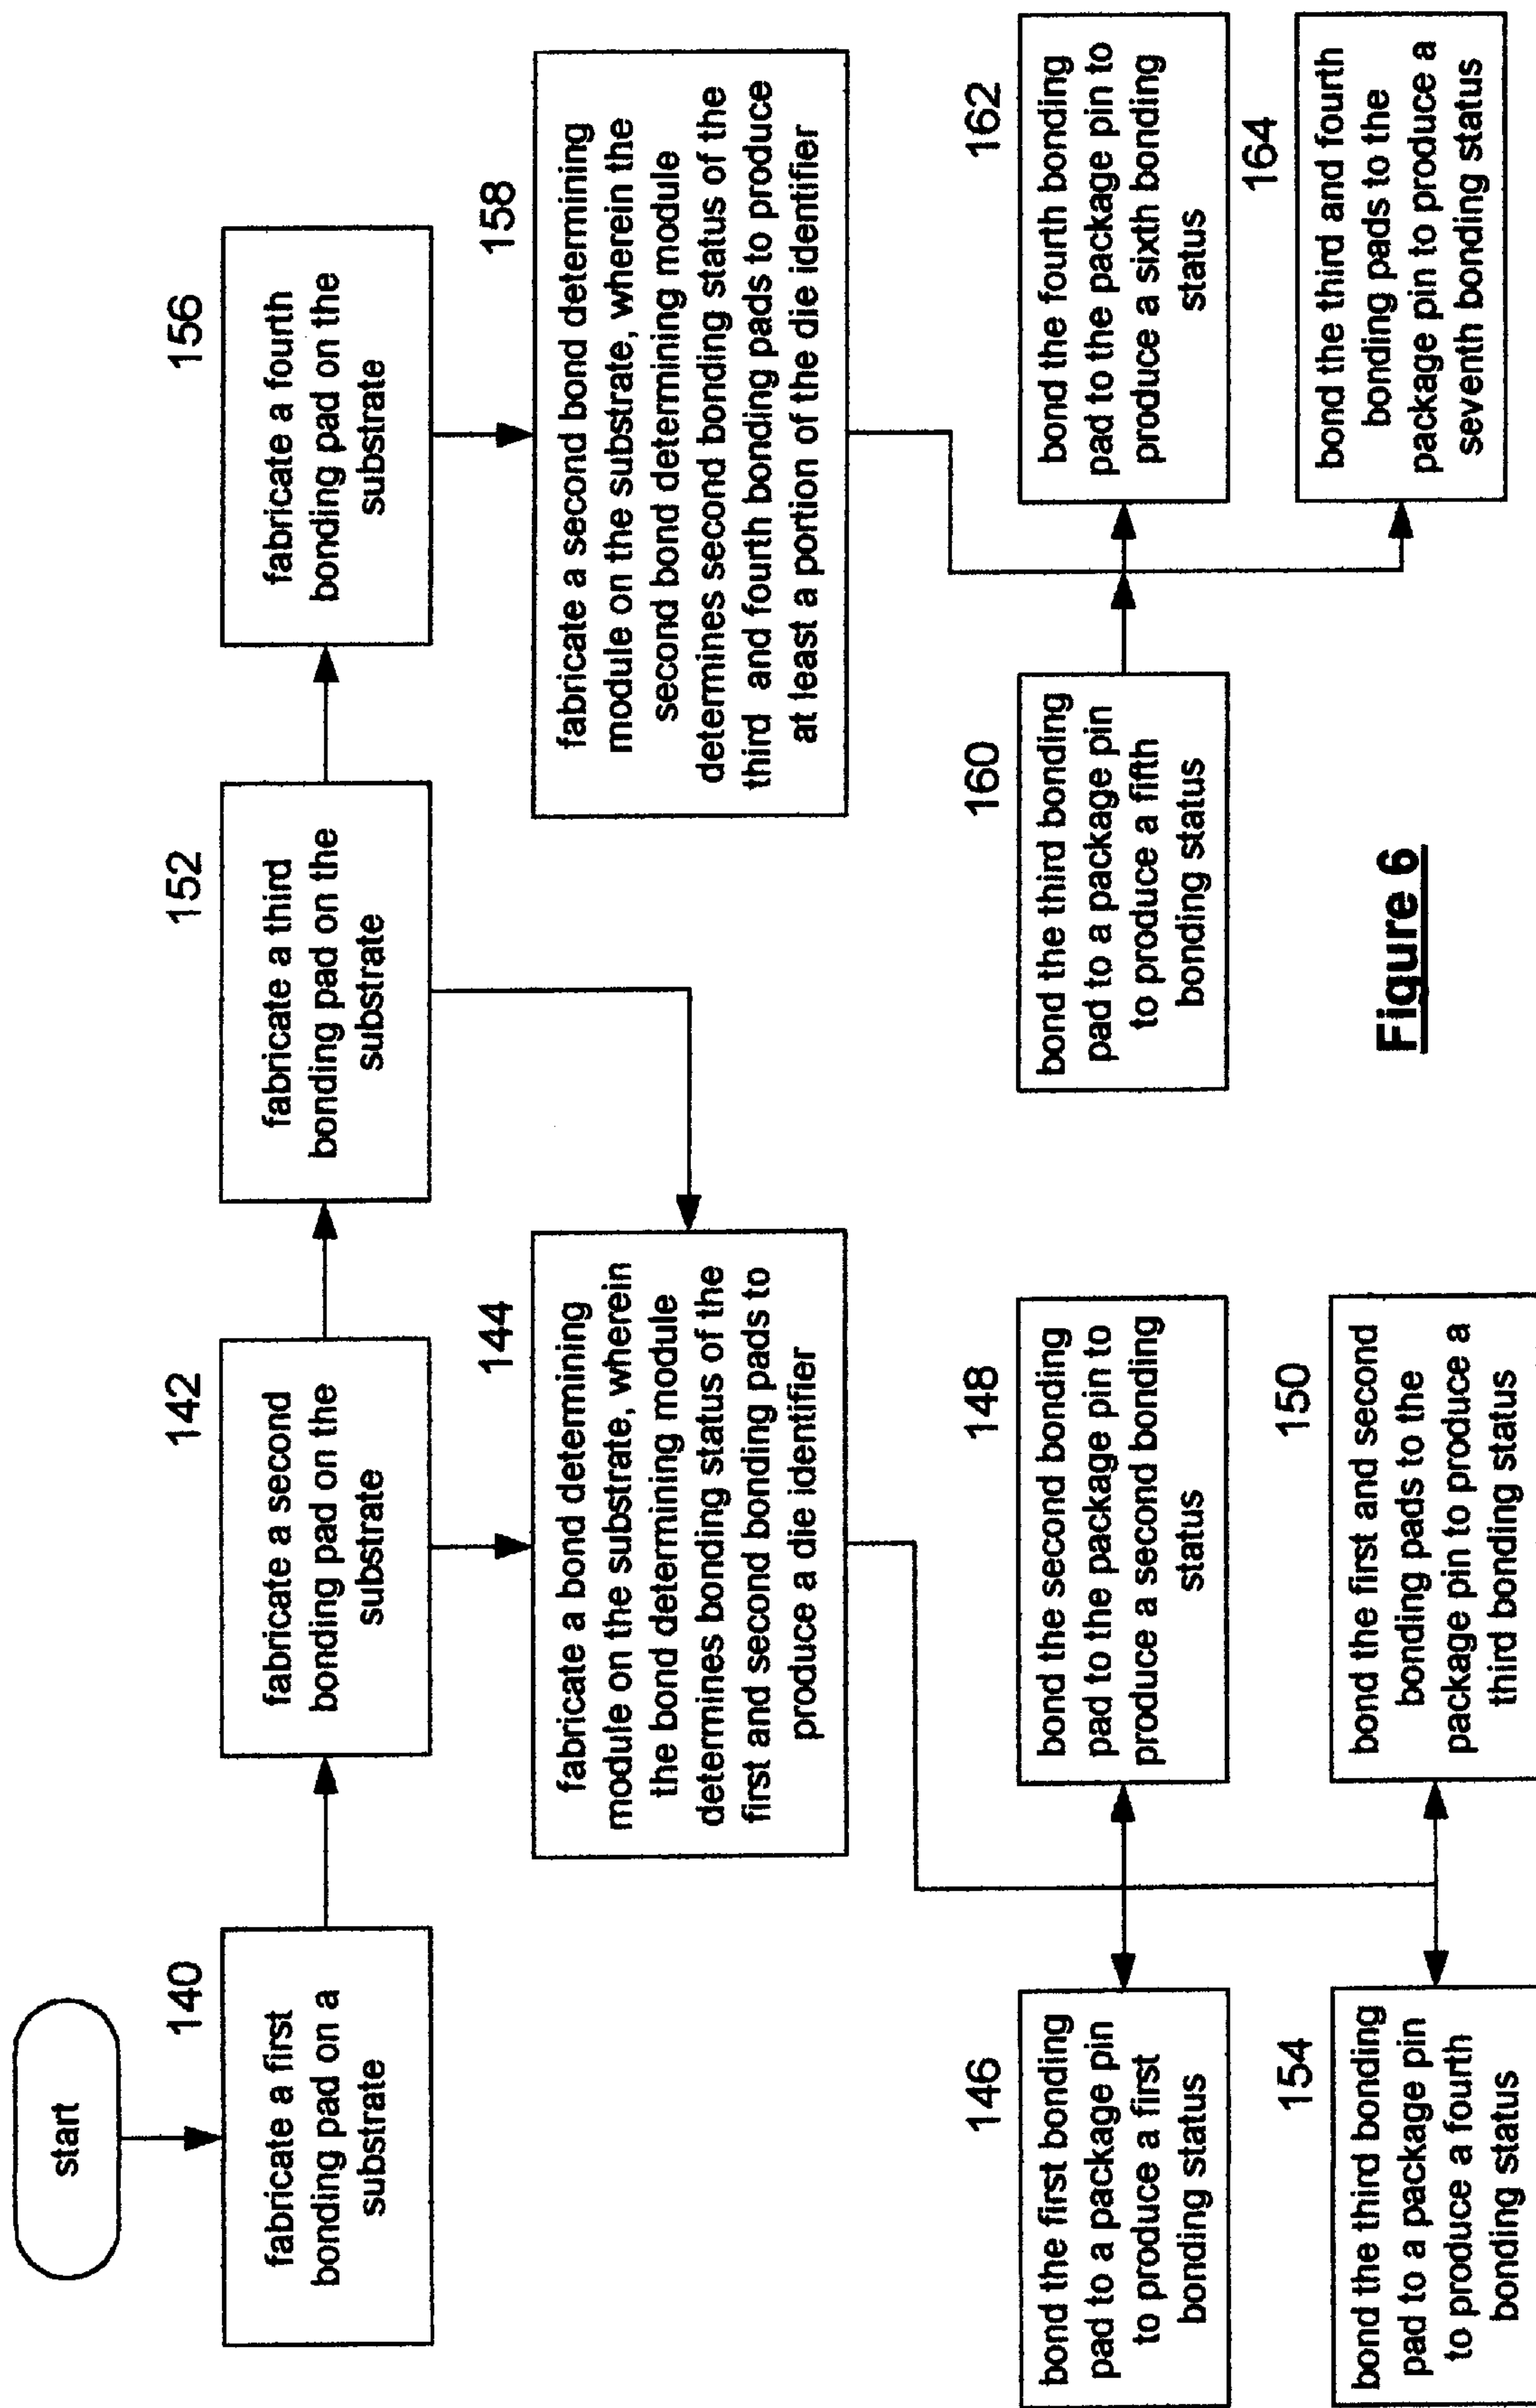 start
140
fabricate a first
bonding pad on a
substrate
142
fabricate a second
bonding pad on the
substrate
152
fabricate a third
bonding pad on the
substrate
156
fabricate a fourth
bonding pad on the
substrate
144
fabricate a bond determining
module on the substrate, wherein
the bond determining module
determines bonding status of the
first and second bonding pads to
produce a die identifier
158
fabricate a second bond determining
module on the substrate, wherein the
second bond determining module
determines second bonding status of the
third and fourth bonding pads to produce
at least a portion of the die identifier
146
bond the first bonding
pad to a package pin
to produce a first
bonding status
148
bond the second bonding
pad to the package pin to
produce a second bonding
status
160
bond the third bonding
pad to a package pin
to produce a fifth
bonding status
162
bond the fourth bonding
pad to the package pin to
produce a sixth bonding
status
154
bond the third bonding
pad to a package pin
to produce a fourth
bonding status
150
bond the first and second
bonding pads to the
package pin to produce a
third bonding status
164
bond the third and fourth
bonding pads to the
package pin to produce a
seventh bonding status
Figure 6